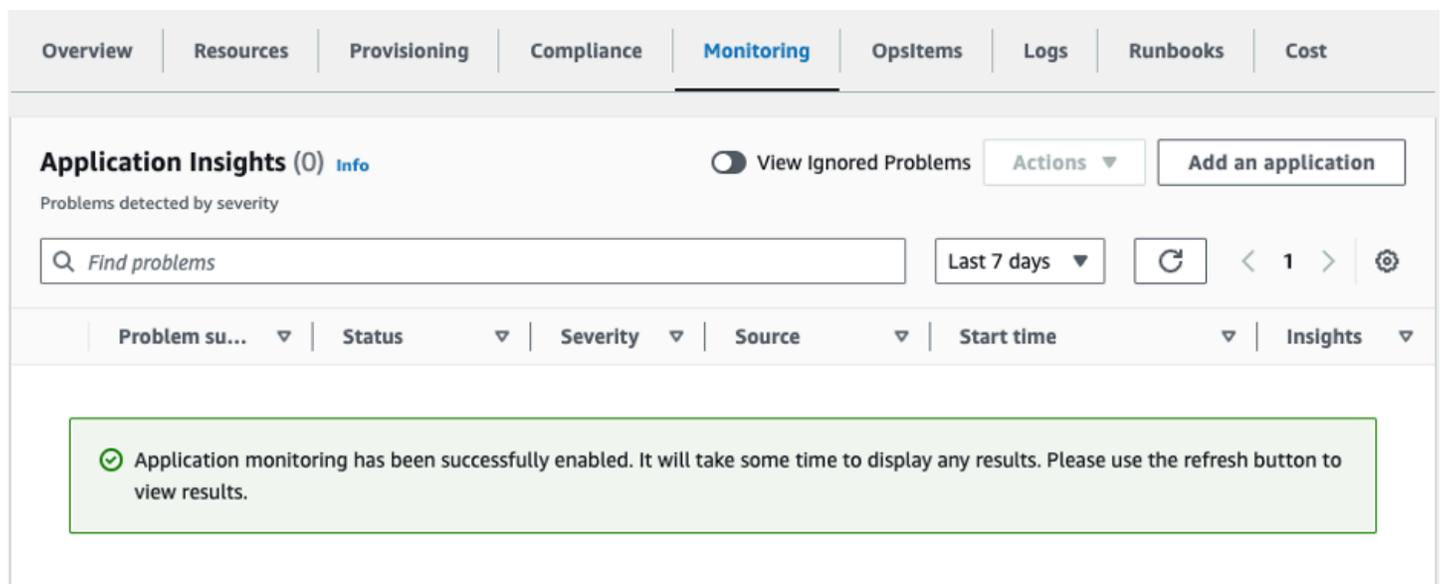 Overview Resources Provisioning Compliance Monitoring OpsItems Logs Runbooks Cost
Application Insights (0) Info View Ignored Problems Actions Add an application
Problems detected by severity
Find problems Last 7 days 1
Problem su... Status Severity Source Start time Insights
Application monitoring has been successfully enabled. It will take some time to display any results. Please use the refresh button to
view results.